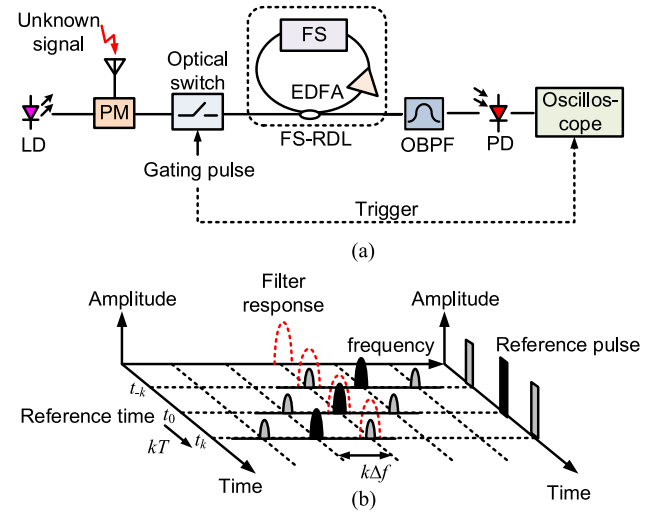 Unknown
signal
Optical
switch
FS
EDFA
PM
LD
FS-RDL
OBPF
PD
Oscillos-
cope
Gating pulse
Trigger
(a)
Amplitude
Filter
response
Amplitude
frequency
Reference pulse
t-k
Reference time t0
kT
tk
kΔf
Time
Time
(b)